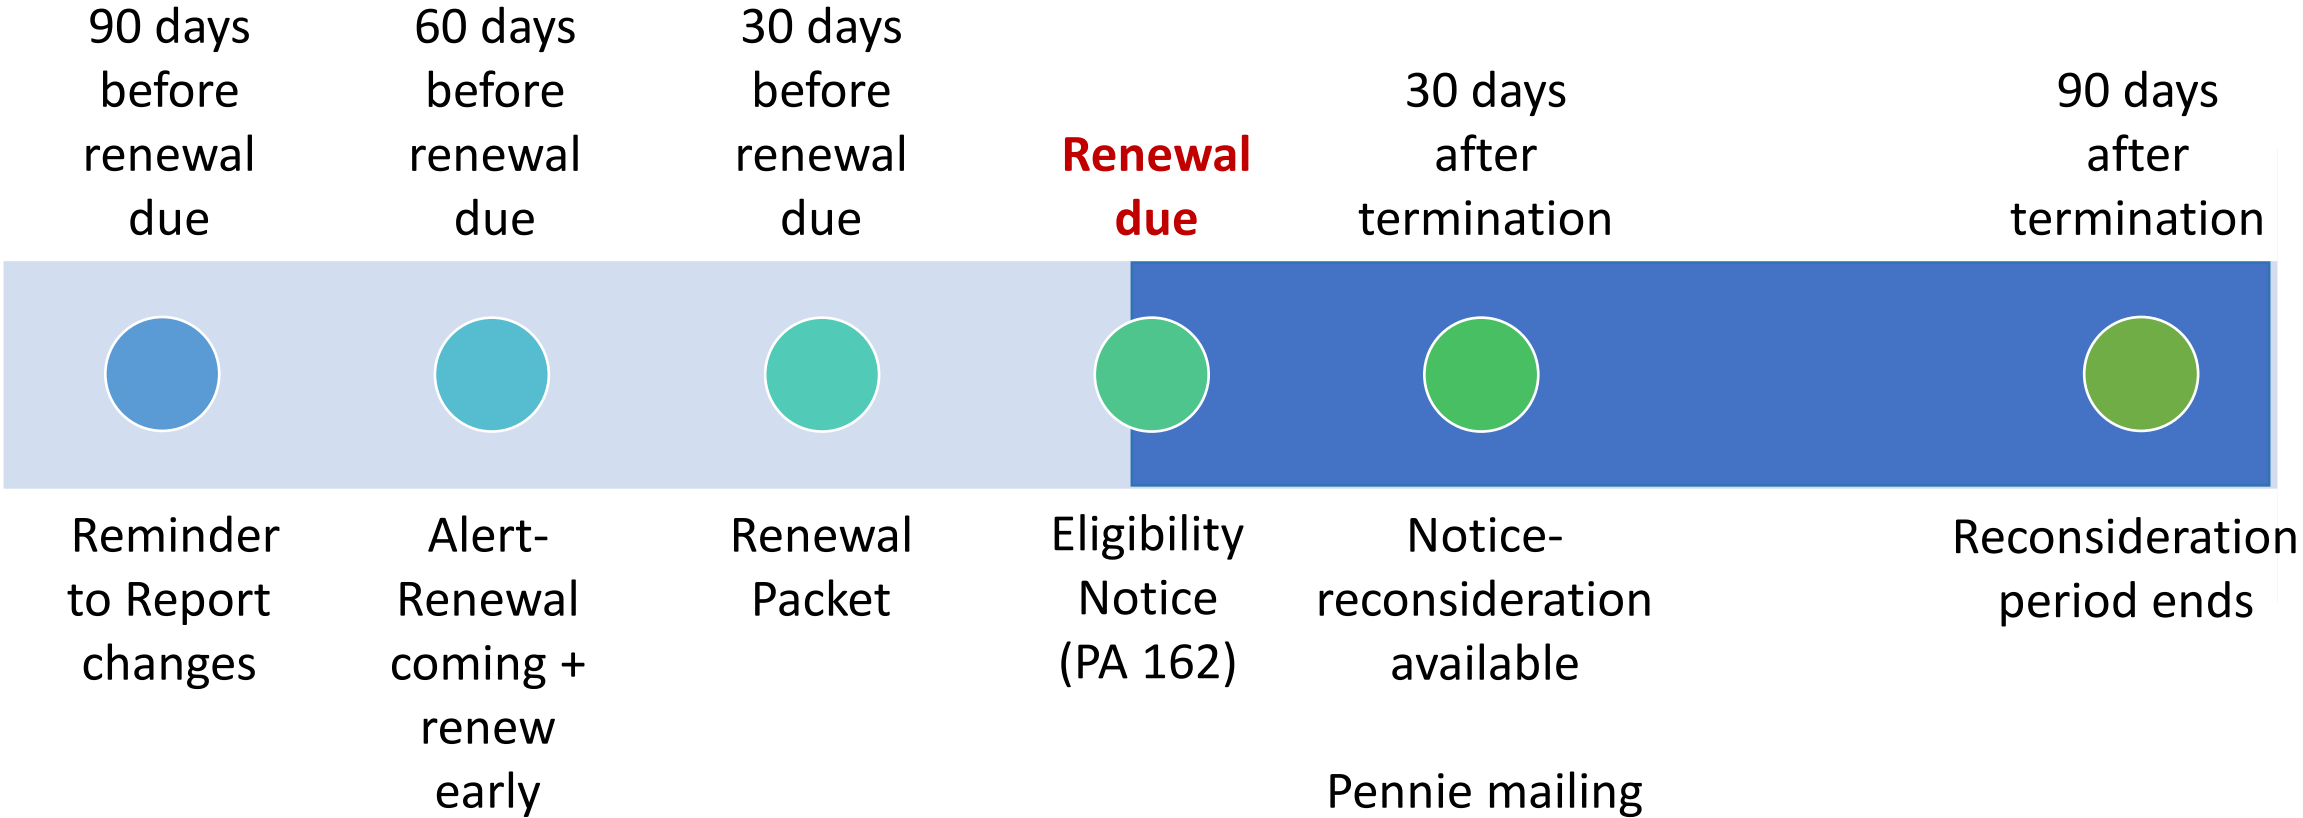 90 days
before
renewal
due
60 days
before
renewal
due
30 days
before
renewal
due
Renewal
due
30 days
after
termination
90 days
after
termination
Reminder
to Report
changes
Alert-
Renewal
coming +
renew
early
Renewal
Packet
Eligibility
Notice
(PA 162)
Notice-
reconsideration
available
Pennie mailing
Reconsideration
period ends